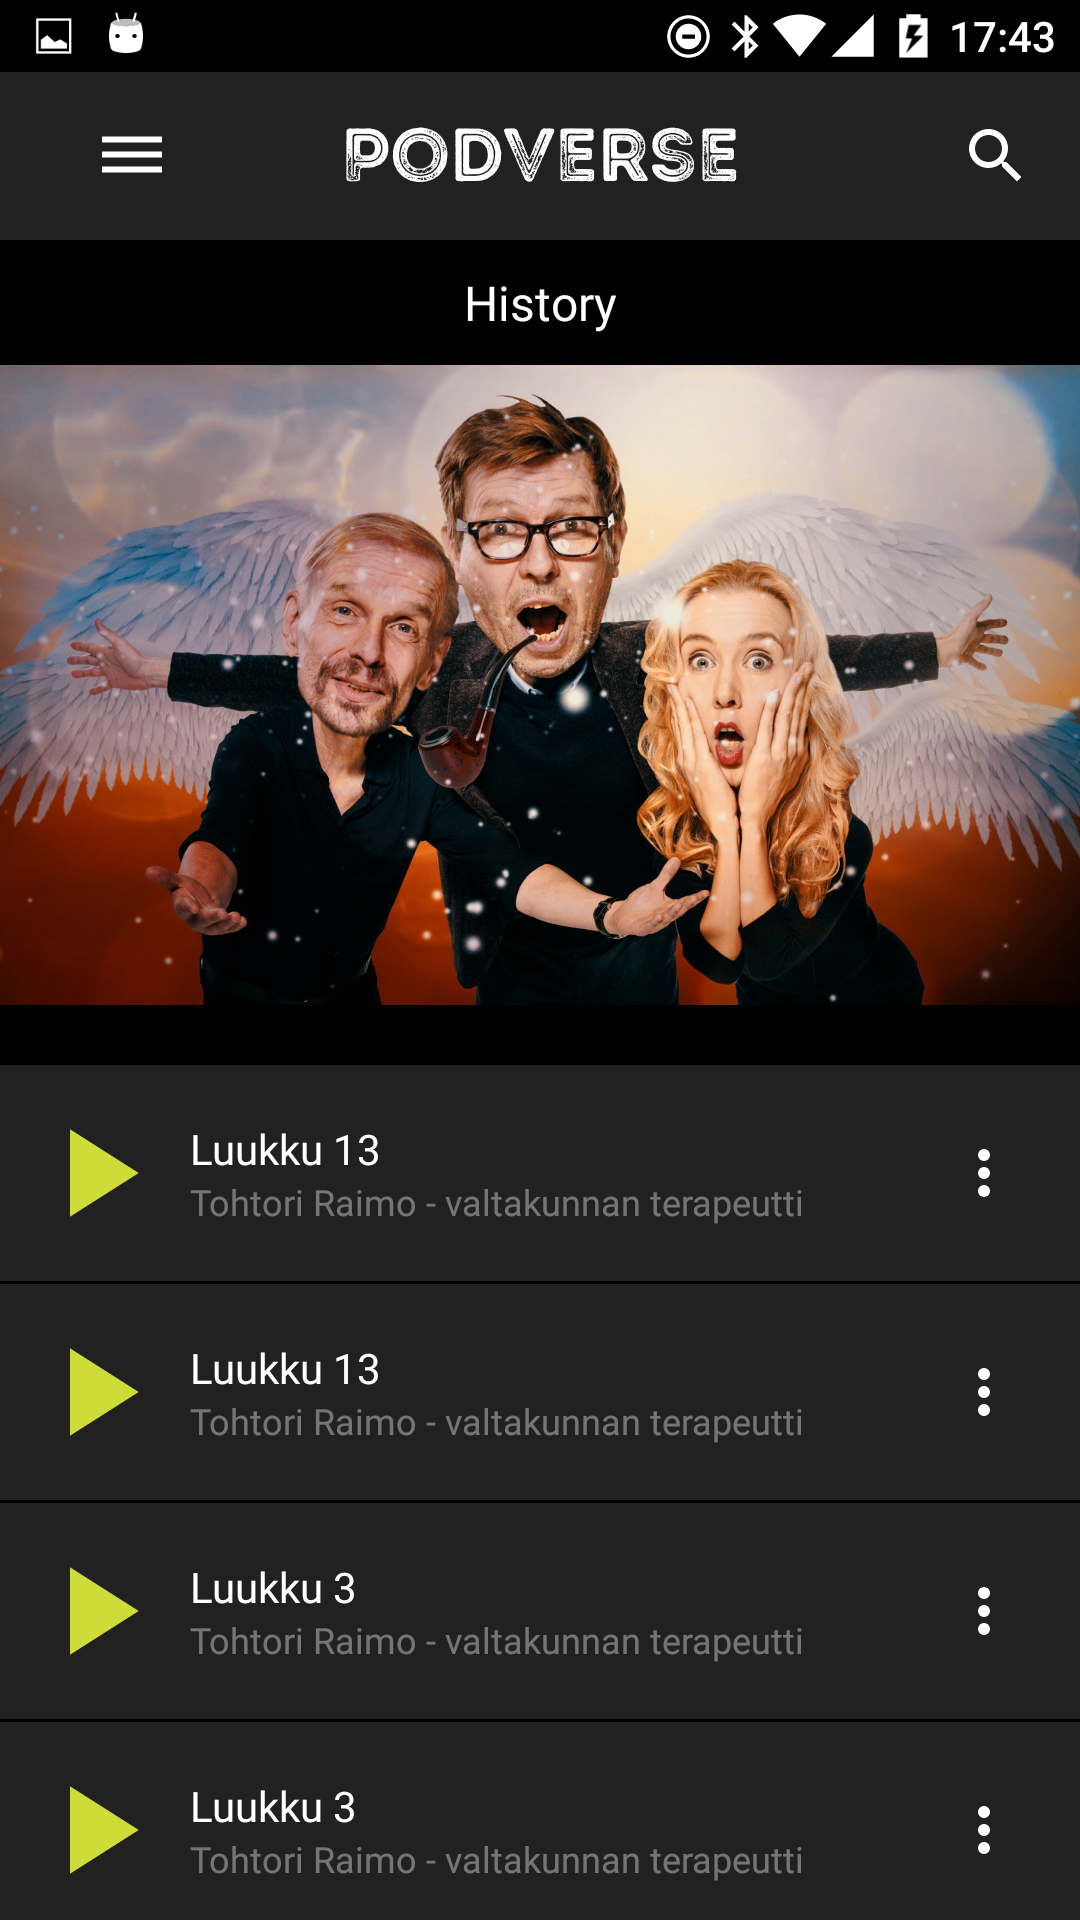 17:43
PODVERSE
History
Luukku 13
Tohtori Raimo - valtakunnan terapeutti
Luukku 13
Tohtori Raimo - valtakunnan terapeutti
Luukku 3
Tohtori Raimo - valtakunnan terapeutti
Luukku 3
Tohtori Raimo - valtakunnan terapeutti